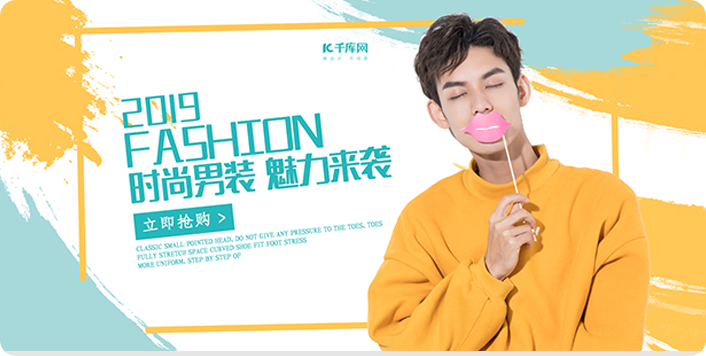 千库网
2019
FASHION
时尚男装 魅力来袭
立即抢购 >
CLASSIC SMALL POINTED HEAD, DO NOT GIVE ANY PRESSURE TO THE TOES, TOES
FULLY STRETCH SPACE CURVED SHOE FIT FOOT STRESS
MORE UNIFORM, STEP BY STEP OF